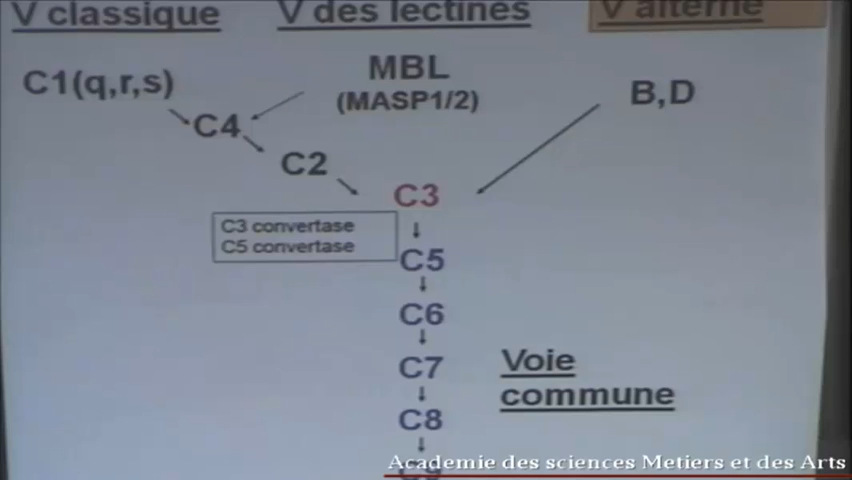 V classique
V des lectines
V alterne
C1(q,r,s)
MBL
(MASP1/2)
B,D
C4
C2
C3
C3 convertase
C5 convertase
C5
C6
C7
Voie
commune
C8
Academie des sciences Metiers et des Arts